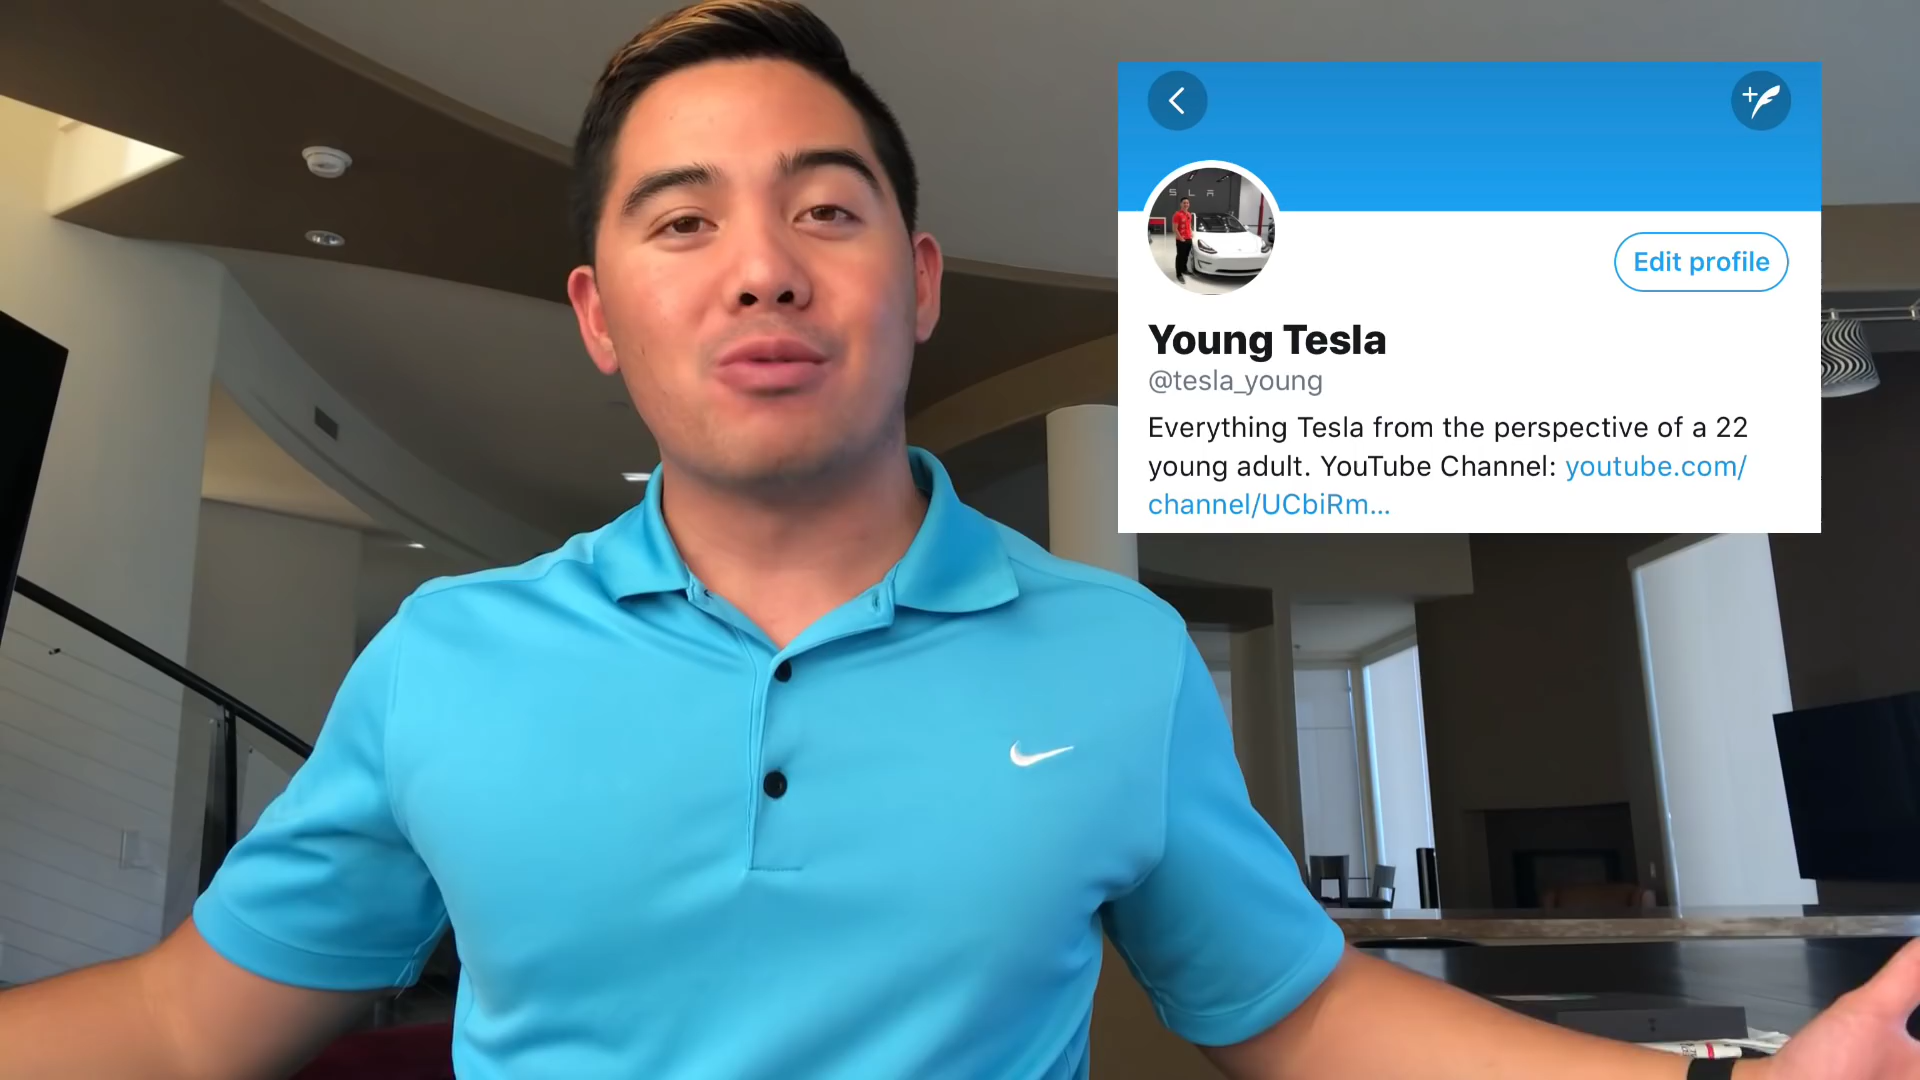 SLA
Edit profile
Young Tesla
@tesla_young
Everything Tesla from the perspective of a 22
young adult. YouTube Channel: youtube.com/
channel/UCbiRm...